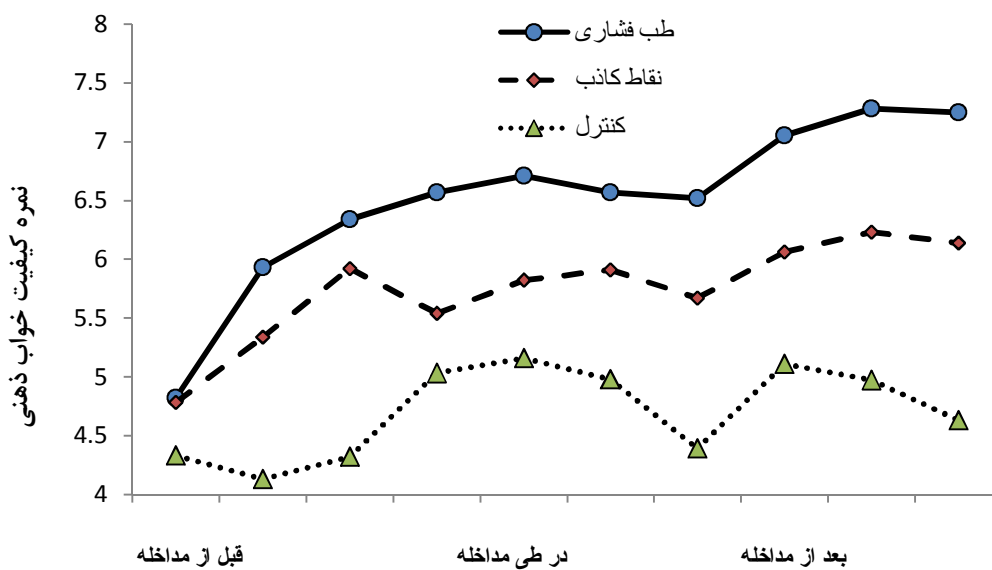 طب فشاری
نقاط کاذب
کنترل
نمره کیفیت خواب ذهنی
8
7.5
7
6.5
6
5.5
5
4.5
4
قبل از مداخله
در طی مداخله
بعد از مداخله